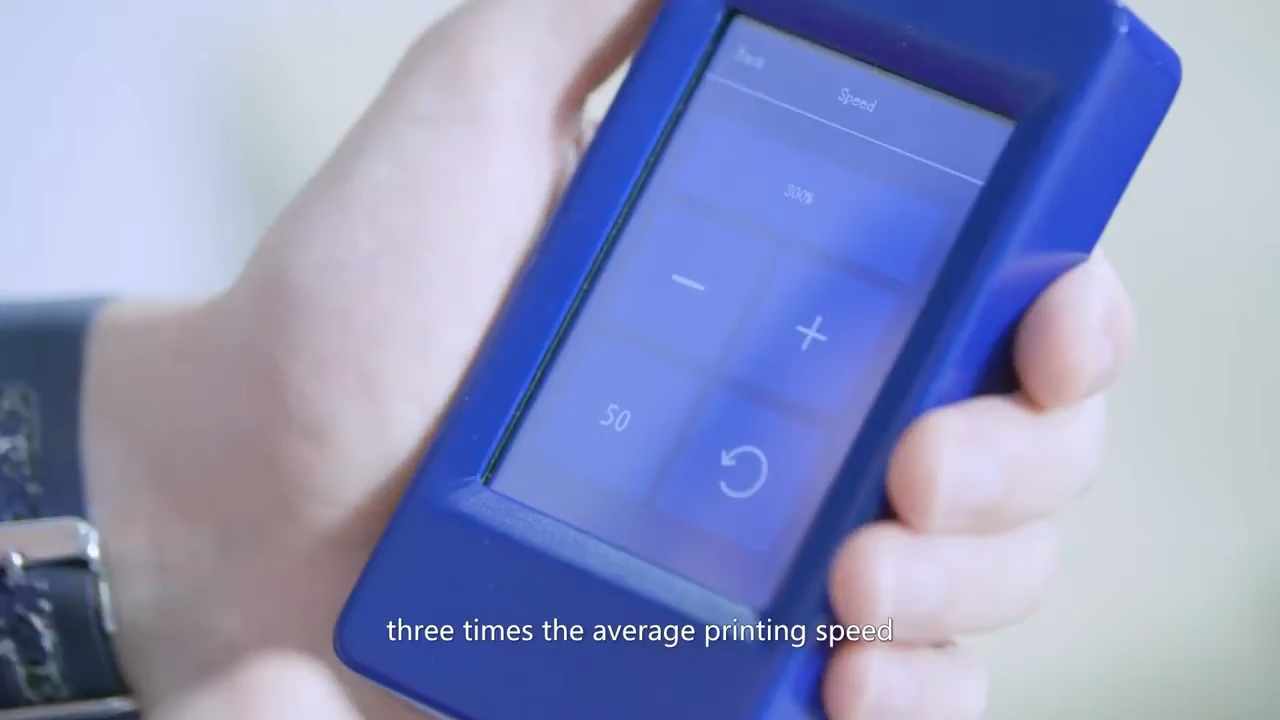 Back
Speed
300%
−
+
50
three times the average printing speed